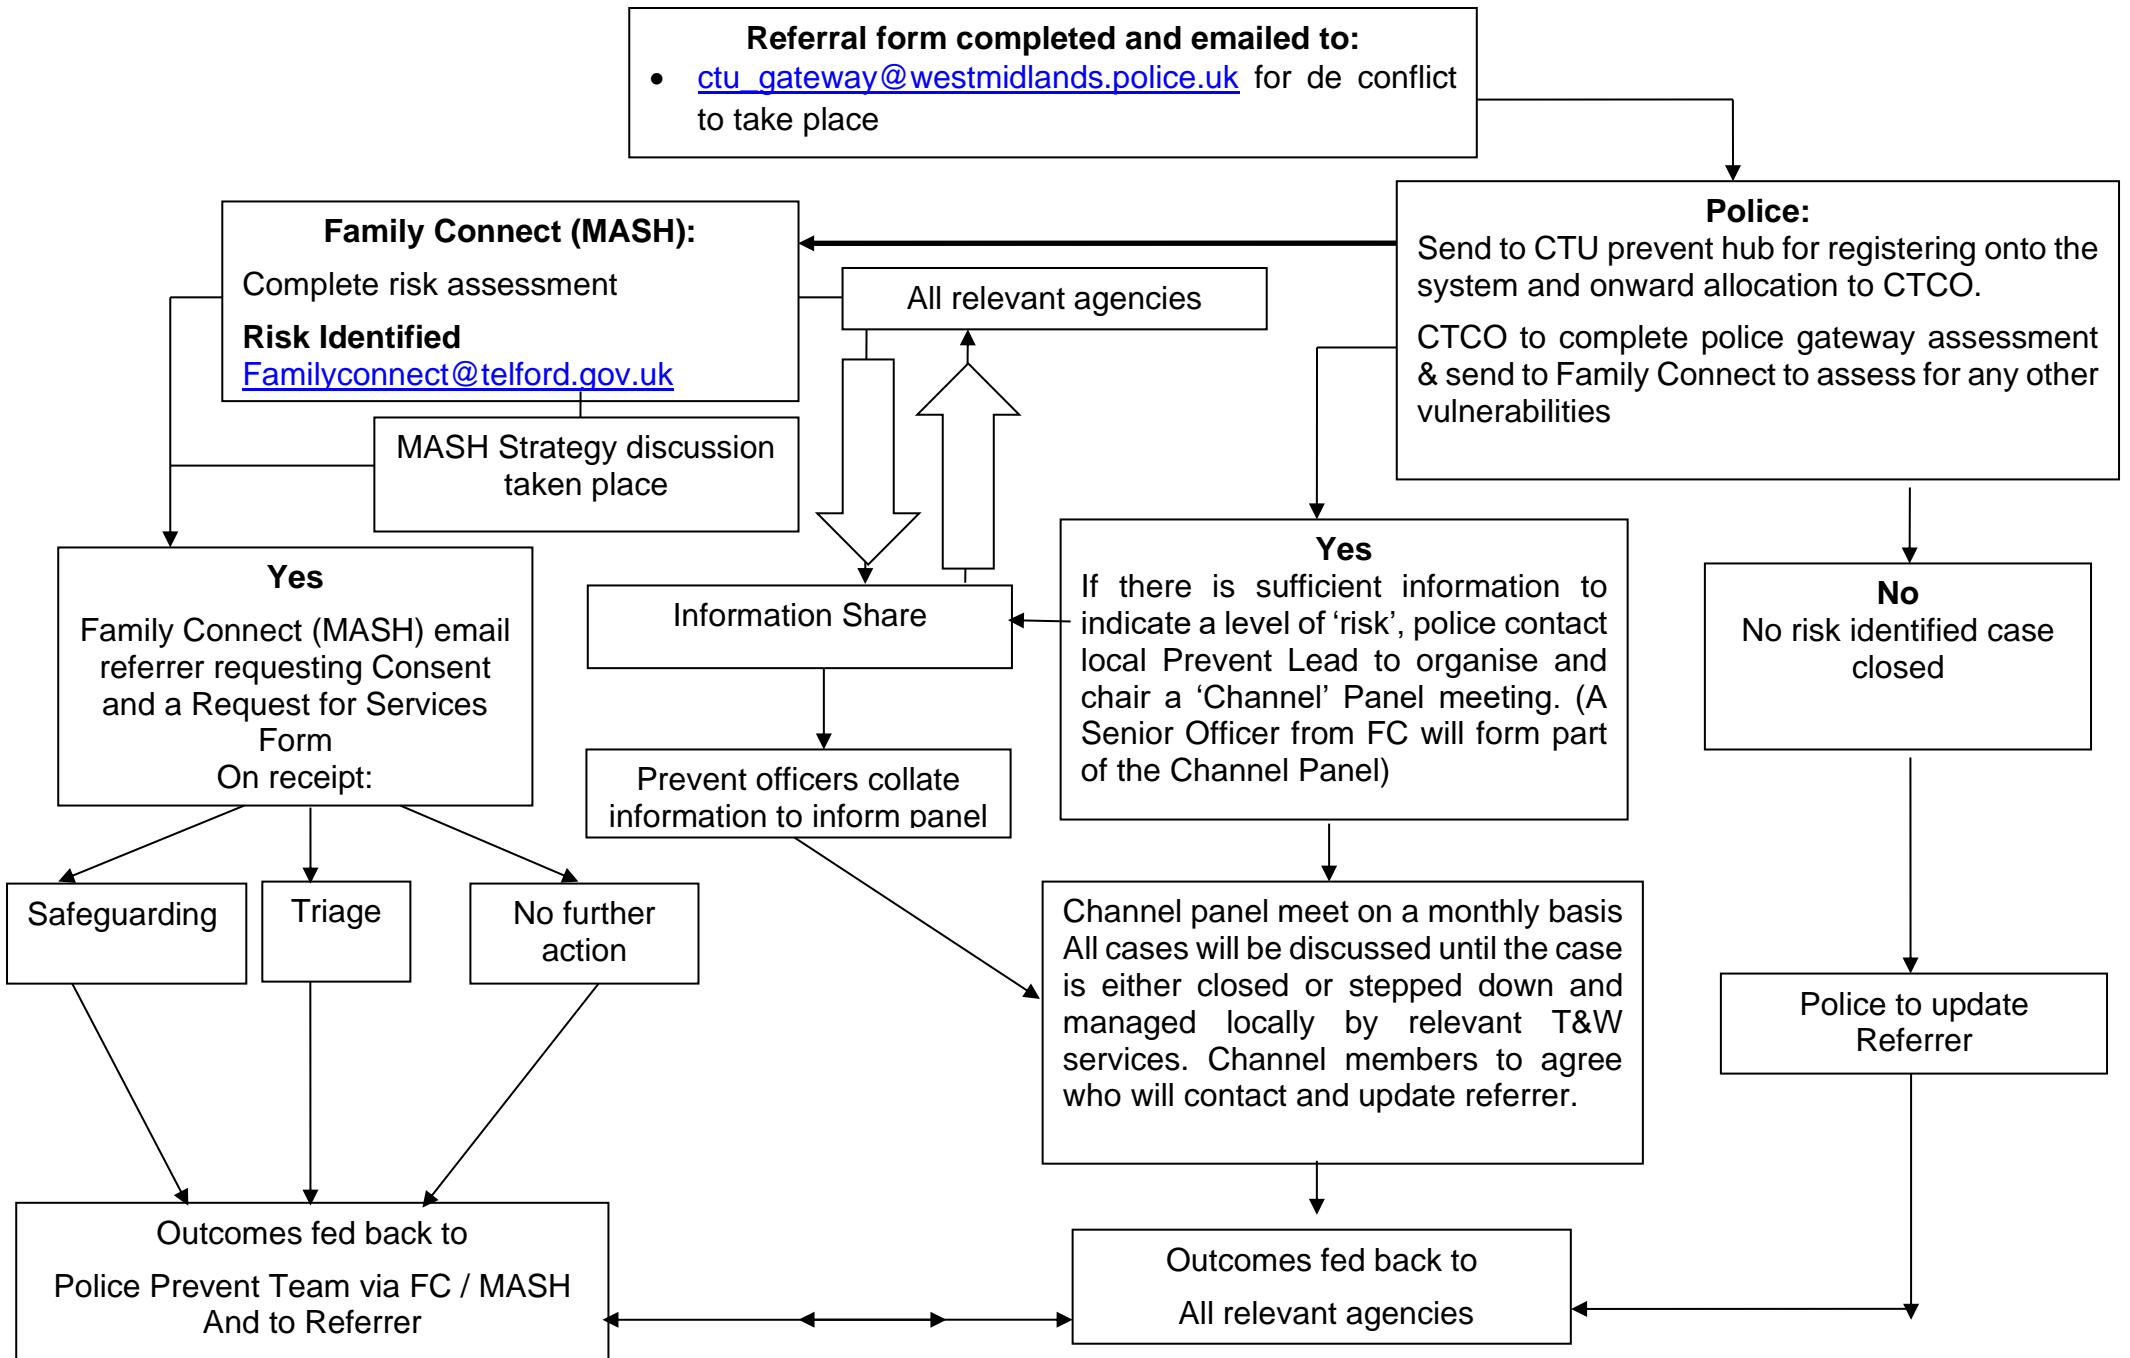 Referral form completed and emailed to:
• ctu_gateway@westmidlands.police.uk for de conflict
to take place
Police:
Send to CTU prevent hub for registering onto the
system and onward allocation to CTCO.
CTCO to complete police gateway assessment
& send to Family Connect to assess for any other
vulnerabilities
Family Connect (MASH):
Complete risk assessment
Risk Identified
Familyconnect@telford.gov.uk
All relevant agencies
MASH Strategy discussion
taken place
Yes
Family Connect (MASH) email
referrer requesting Consent
and a Request for Services
Form
On receipt:
Information Share
Yes
If there is sufficient information to
indicate a level of ‘risk’, police contact
local Prevent Lead to organise and
chair a ‘Channel’ Panel meeting. (A
Senior Officer from FC will form part
of the Channel Panel)
No
No risk identified case
closed
Prevent officers collate
information to inform panel
Safeguarding
Triage
No further
action
Channel panel meet on a monthly basis
All cases will be discussed until the case
is either closed or stepped down and
managed locally by relevant T&W
services. Channel members to agree
who will contact and update referrer.
Police to update
Referrer
Outcomes fed back to
Police Prevent Team via FC / MASH
And to Referrer
Outcomes fed back to
All relevant agencies